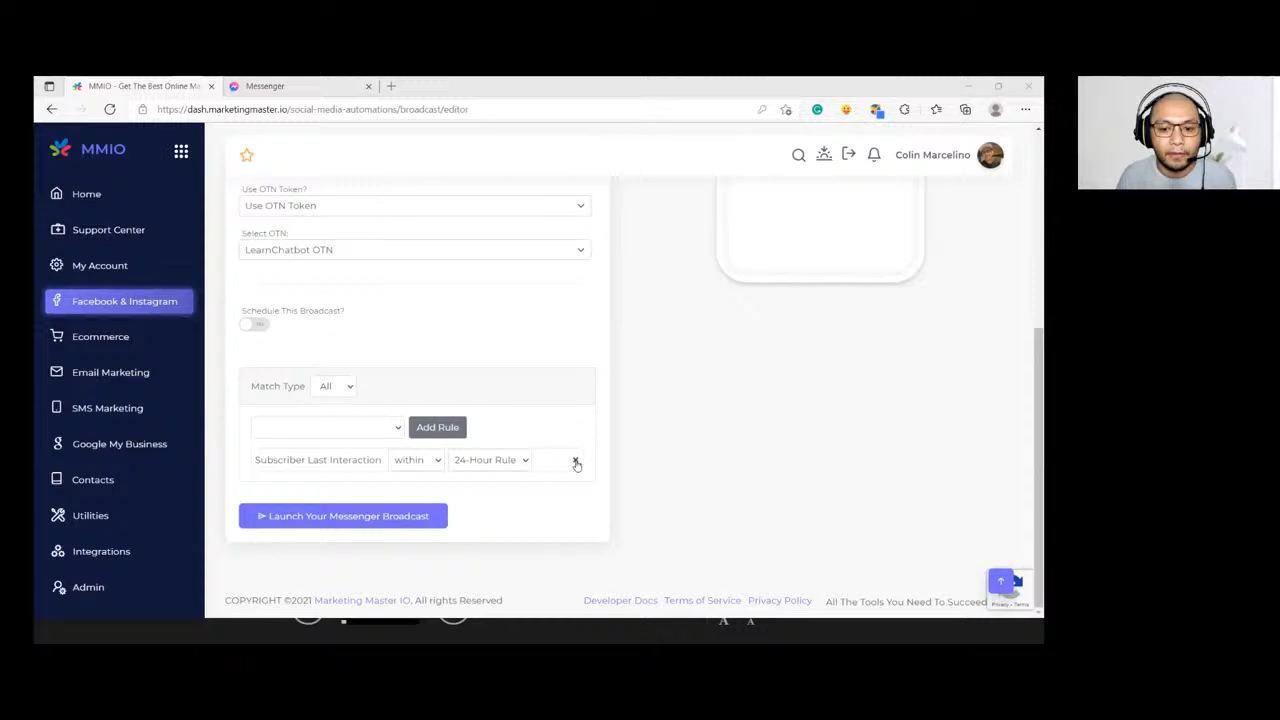 MMIO - Get The Best Online Ma
Messenger
https://dash.marketingmaster.io/social-media-automations/broadcast/editor
MMIO
Colin Marcelino
Home
Support Center
My Account
Facebook & Instagram
Ecommerce
Email Marketing
SMS Marketing
Google My Business
Contacts
Utilities
Integrations
Admin
Use OTN Token?
Use OTN Token
Select OTN:
LearnChatbot OTN
Schedule This Broadcast?
No
Match Type All
Add Rule
Subscriber Last Interaction within 24-Hour Rule
Launch Your Messenger Broadcast
COPYRIGHT ©2021 Marketing Master IO, All rights Reserved
Developer Docs Terms of Service Privacy Policy All The Tools You Need To Succeed
Privacy - Terms
A A